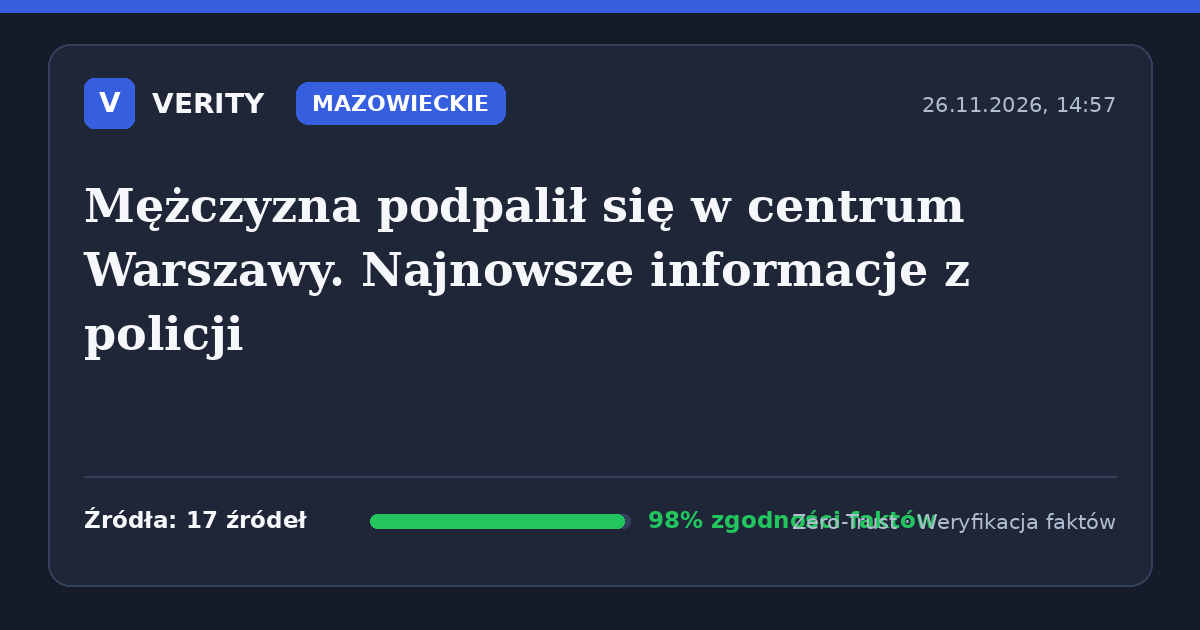 V VERITY MAZOWIECKIE 26.11.2026, 14:57
Mężczyzna podpalił się w centrum
Warszawy. Najnowsze informacje z
policji
Źródła: 17 źródeł 98% zgodności faktów Zero-Trust · Weryfikacja faktów